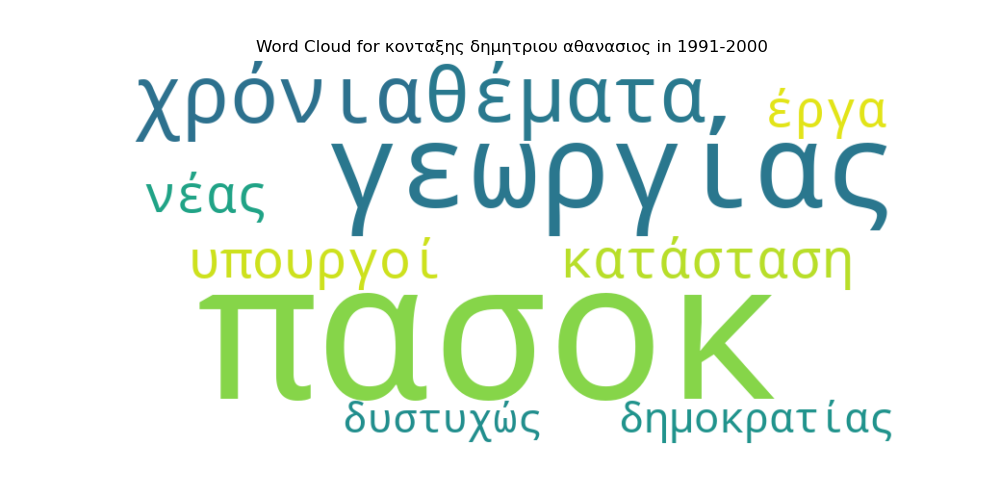 Word Cloud for κονταξης δημητριου αθανασιος in 1991-2000
χρόνια θέματα, έργα
νέας γεωργίας
υπουργοί κατάσταση
πασοκ
δυστυχώς δημοκρατίας